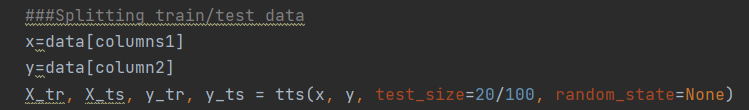 ###Splitting train/test data
x=data[columns1]
y=data[column2]
X_tr, X_ts, y_tr, y_ts = tts(x, y, test_size=20/100, random_state=None)